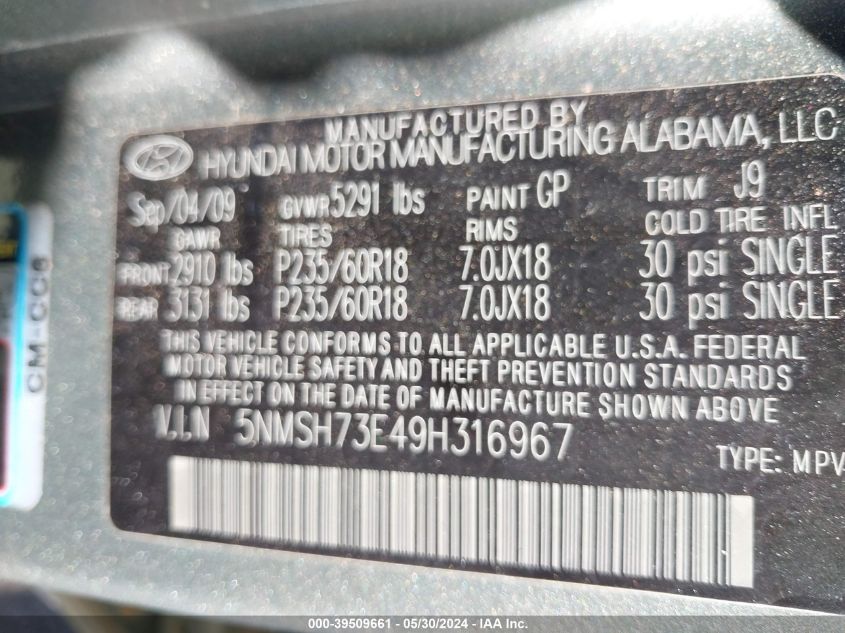 MANUFACTURED BY
HYUNDAI MOTOR MANUFACTURING ALABAMA, LLC
Sep/04/09 GVWR 5291 lbs PAINT GP TRIM J9
GAWR TIRES RIMS COLD TIRE INFL
FRONT 2910 lbs P235/60R18 7.0JX18 30 psi SINGLE
REAR 3131 lbs P235/60R18 7.0JX18 30 psi SINGLE
THIS VEHICLE CONFORMS TO ALL APPLICABLE U.S.A. FEDERAL
MOTOR VEHICLE SAFETY AND THEFT PREVENTION STANDARDS
IN EFFECT ON THE DATE OF MANUFACTURE SHOWN ABOVE.
V.I.N 5NMSH73E49H316967
TYPE: MPV
CM-CC6
000-39509661 / 05/30/2024 - IAA Inc.